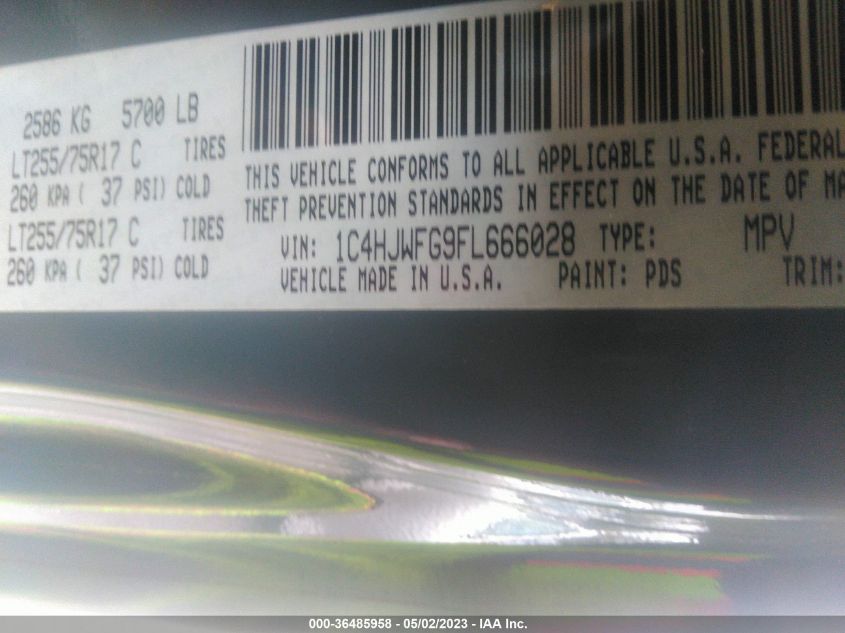 2586 KG 5700 LB
LT255/75R17 C TIRES
260 KPA ( 37 PSI) COLD
LT255/75R17 C TIRES
260 KPA ( 37 PSI) COLD
THIS VEHICLE CONFORMS TO ALL APPLICABLE U.S.A. FEDERAL
THEFT PREVENTION STANDARDS IN EFFECT ON THE DATE OF MA
VIN: 1C4HJWFG9FL666028 TYPE: MPV
VEHICLE MADE IN U.S.A. PAINT: PDS TRIM:
000-36485958 - 05/02/2023 - IAA Inc.